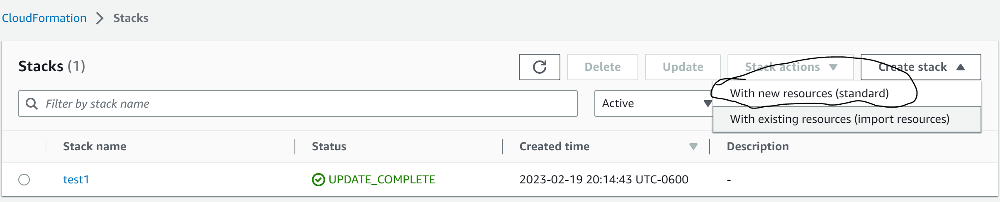 CloudFormation > Stacks
Stacks (1) Delete Update Stack actions Create stack
With new resources (standard)
Filter by stack name Active
With existing resources (import resources)
Stack name Status Created time Description
test1 UPDATE_COMPLETE 2023-02-19 20:14:43 UTC-0600 -